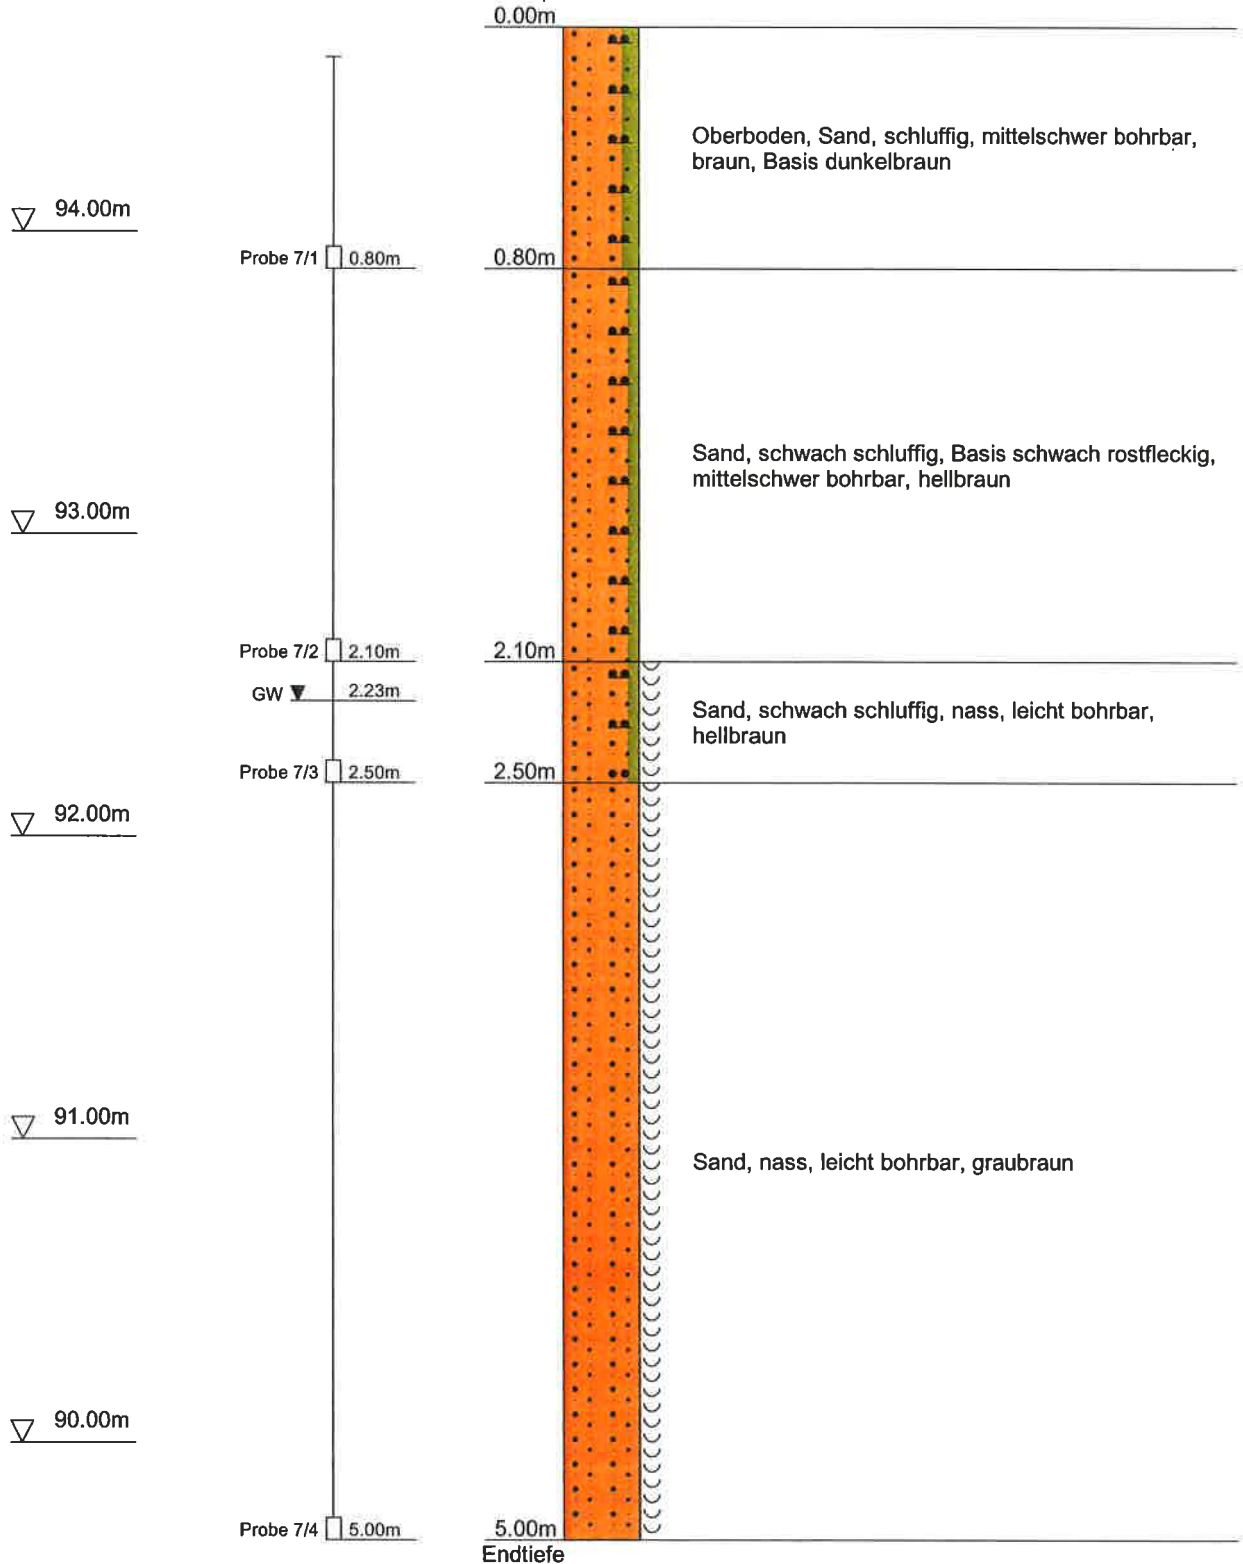 0.00m
Oberboden, Sand, schluffig, mittelschwer bohrbar,
braun, Basis dunkelbraun
94.00m
Probe 7/1 0.80m
0.80m
Sand, schwach schluffig, Basis schwach rostfleckig,
mittelschwer bohrbar, hellbraun
93.00m
Probe 7/2 2.10m
2.10m
GW 2.23m
Sand, schwach schluffig, nass, leicht bohrbar,
hellbraun
Probe 7/3 2.50m
2.50m
92.00m
91.00m
Sand, nass, leicht bohrbar, graubraun
90.00m
Probe 7/4 5.00m
5.00m
Endtiefe